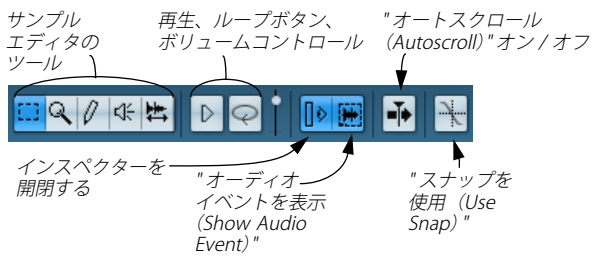 サンプル
エディタの
ツール
再生、ループボタン、
ボリュームコントロール
"オートスクロール
（Autoscroll）"オン / オフ
インスペクターを
開閉する
"オーディオ
イベントを表示
（Show Audio
Event）"
"スナップを
使用（Use
Snap）"